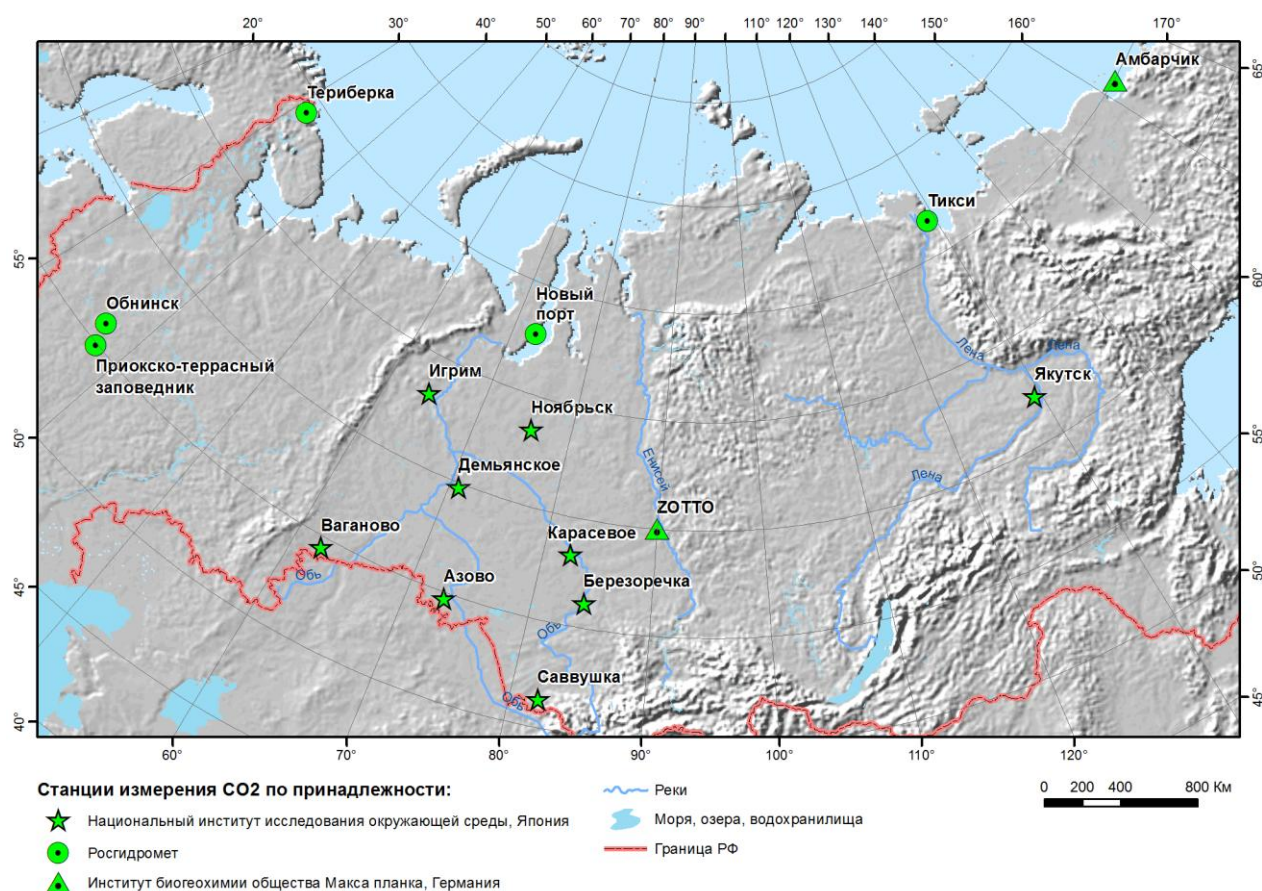 20° 30° 40° 50° 60° 70° 80° 90° 110° 120° 130° 140° 150° 160° 170°
65°
Амбарчик
Териберка
Тикси
55°
60°
Обнинск
Новый
порт
Приокско-террасный
заповедник
Игрим
Лена
Лена
Якутск
Ноябрьск
50°
55°
Демьянское
Енисей
Лена
ZOTTO
Ваганово
Карасевое
Обь
Азово
Березоречка
45°
50°
Обь
Саввушка
Обь
40°
45°
60° 70° 80° 90° 100° 110° 120°
Станции измерения СО2 по принадлежности:
Национальный институт исследования окружающей среды, Япония
Росгидромет
Институт биогеохимии общества Макса планка, Германия
Реки
Моря, озера, водохранилища
Граница РФ
0 200 400 800 Км